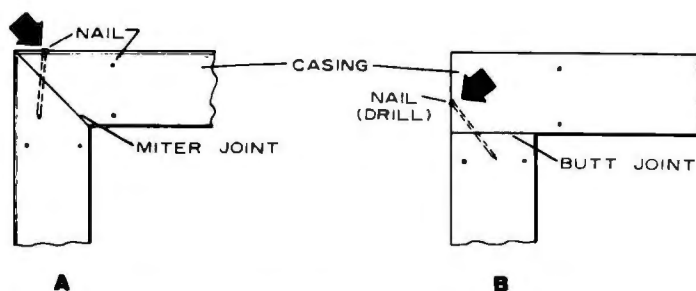 NAIL
CASING
MITER JOINT
NAIL
(DRILL)
BUTT JOINT
A
B